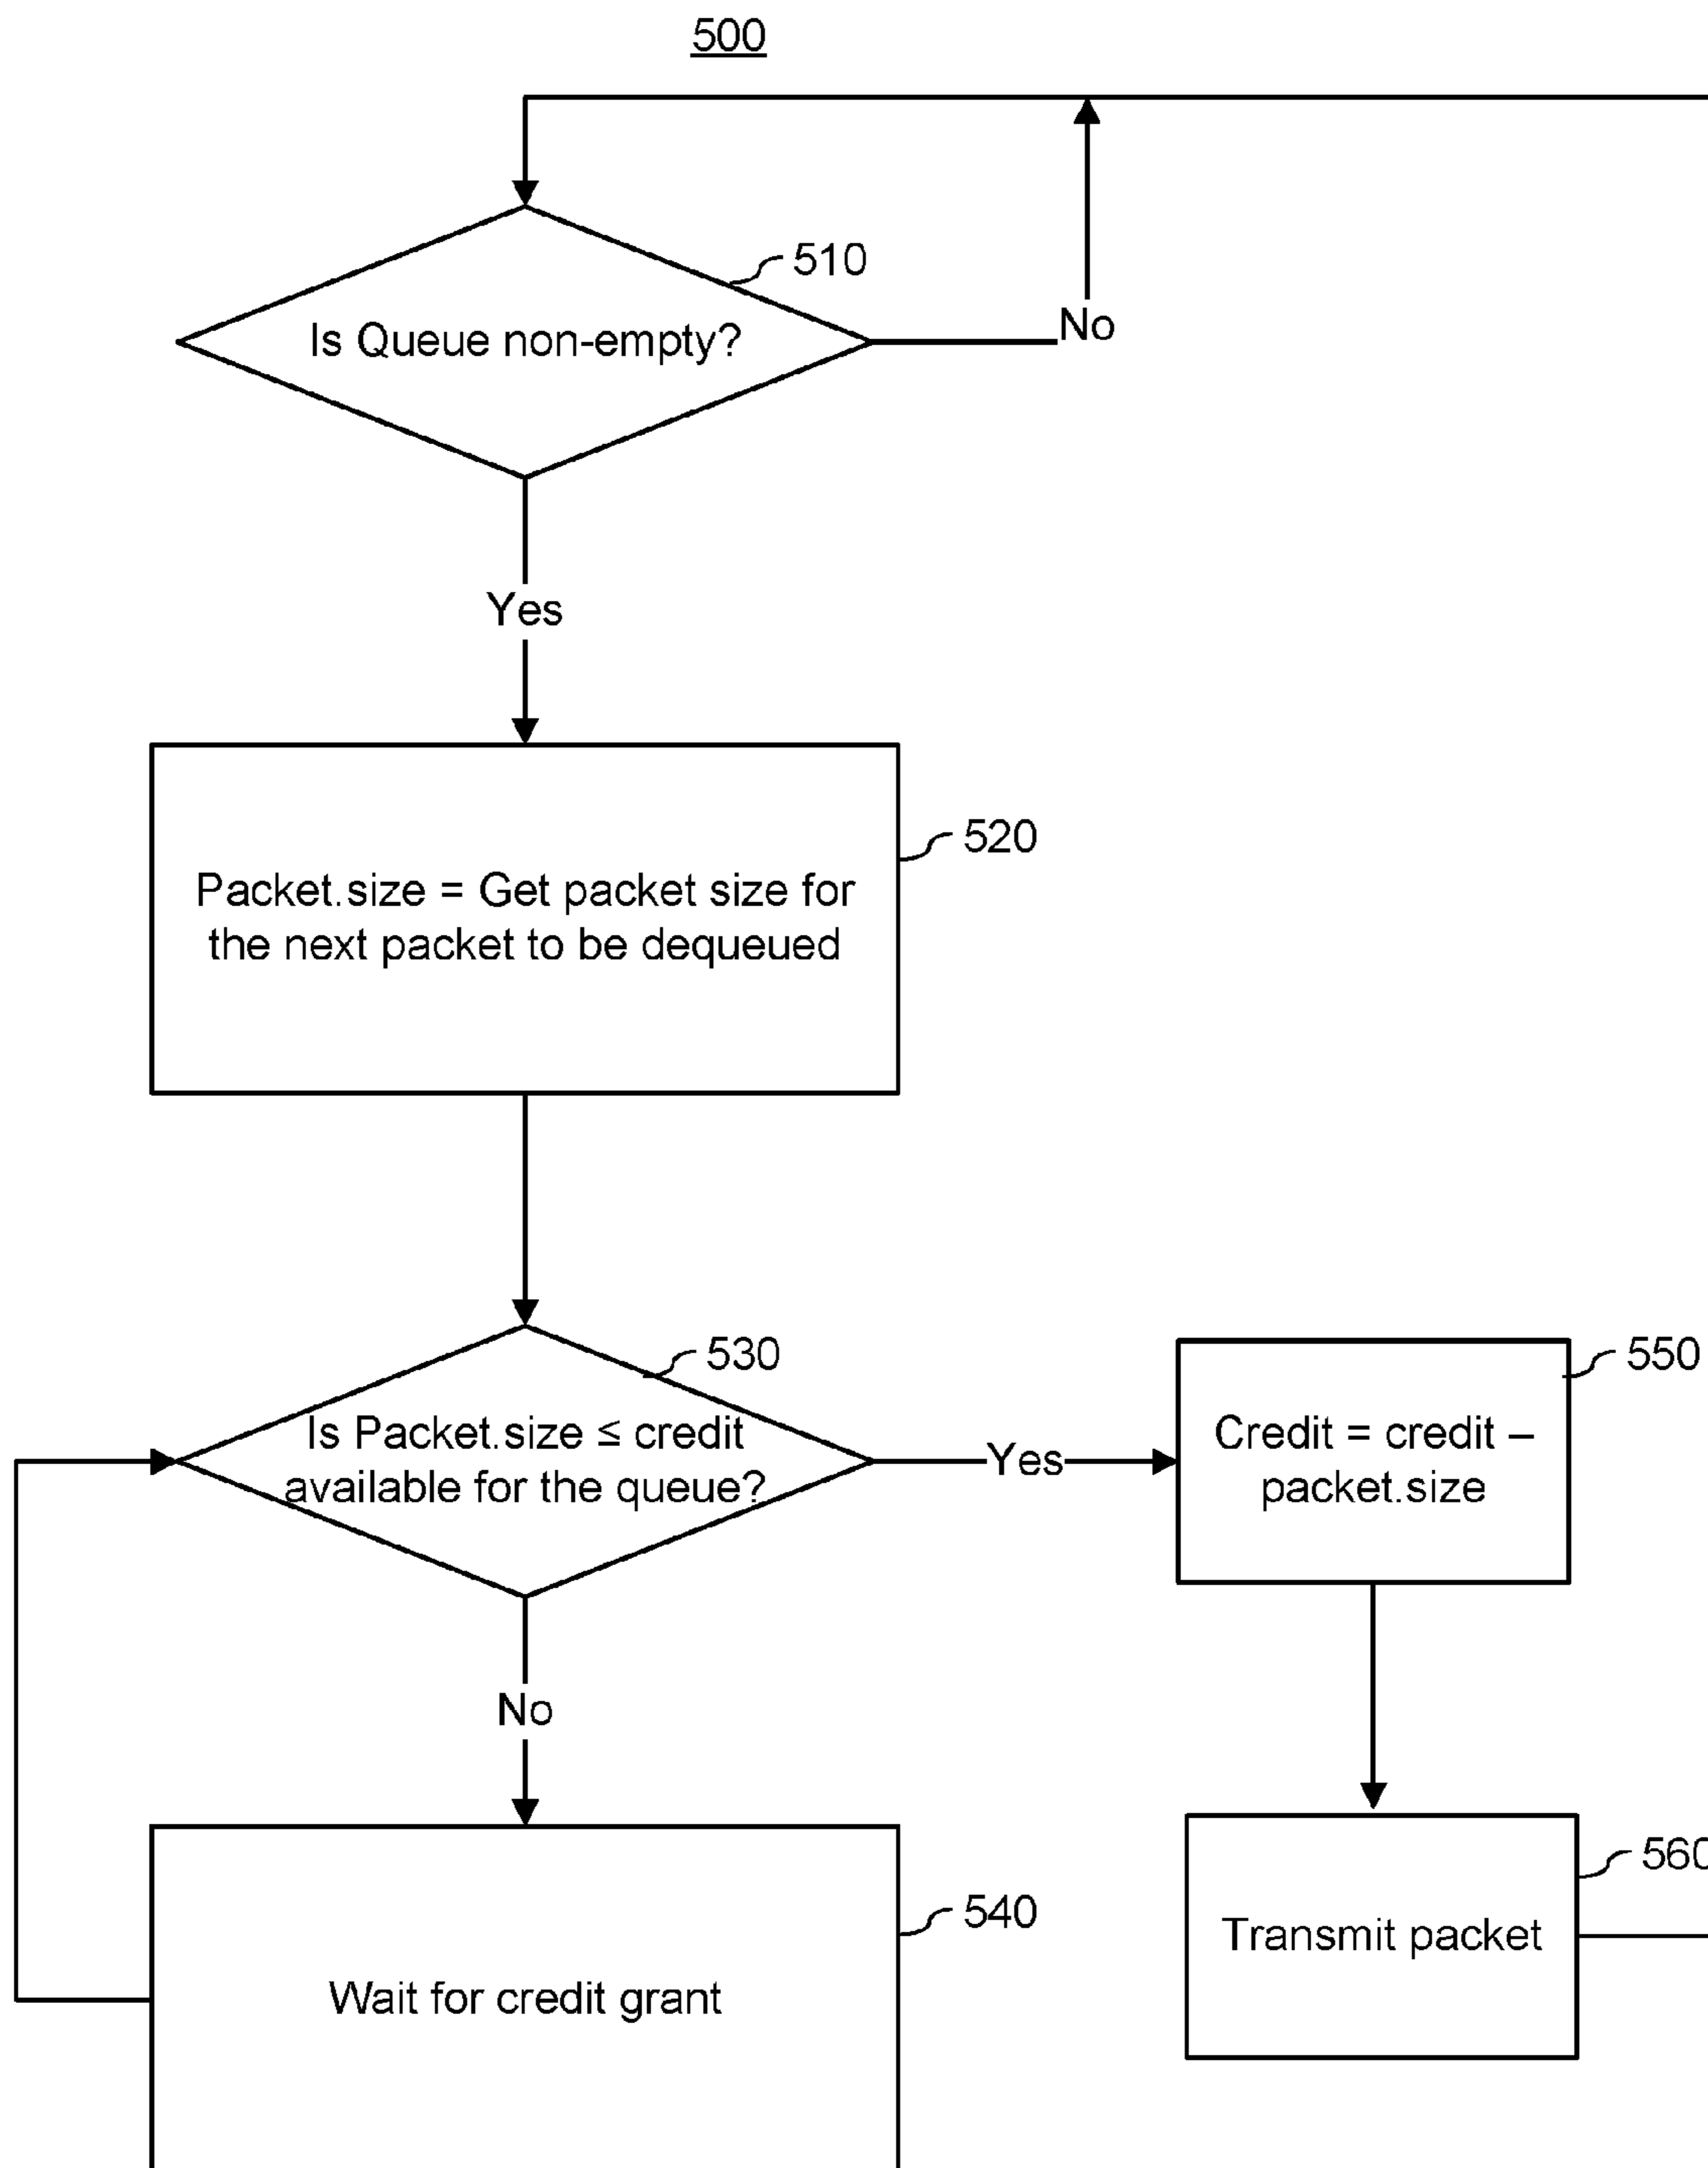 500
510
Is Queue non-empty?
No
Yes
520
Packet.size = Get packet size for
the next packet to be dequeued
530
Is Packet.size ≤ credit
available for the queue?
Yes
550
Credit = credit –
packet.size
No
540
Wait for credit grant
560
Transmit packet